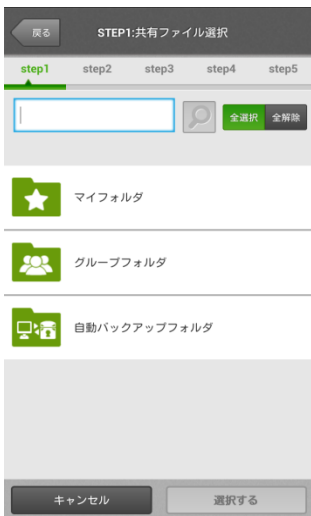 戻る
STEP1:共有ファイル選択
step1 step2 step3 step4 step5
全選択 全解除
マイフォルダ
グループフォルダ
自動バックアップフォルダ
キャンセル 選択する